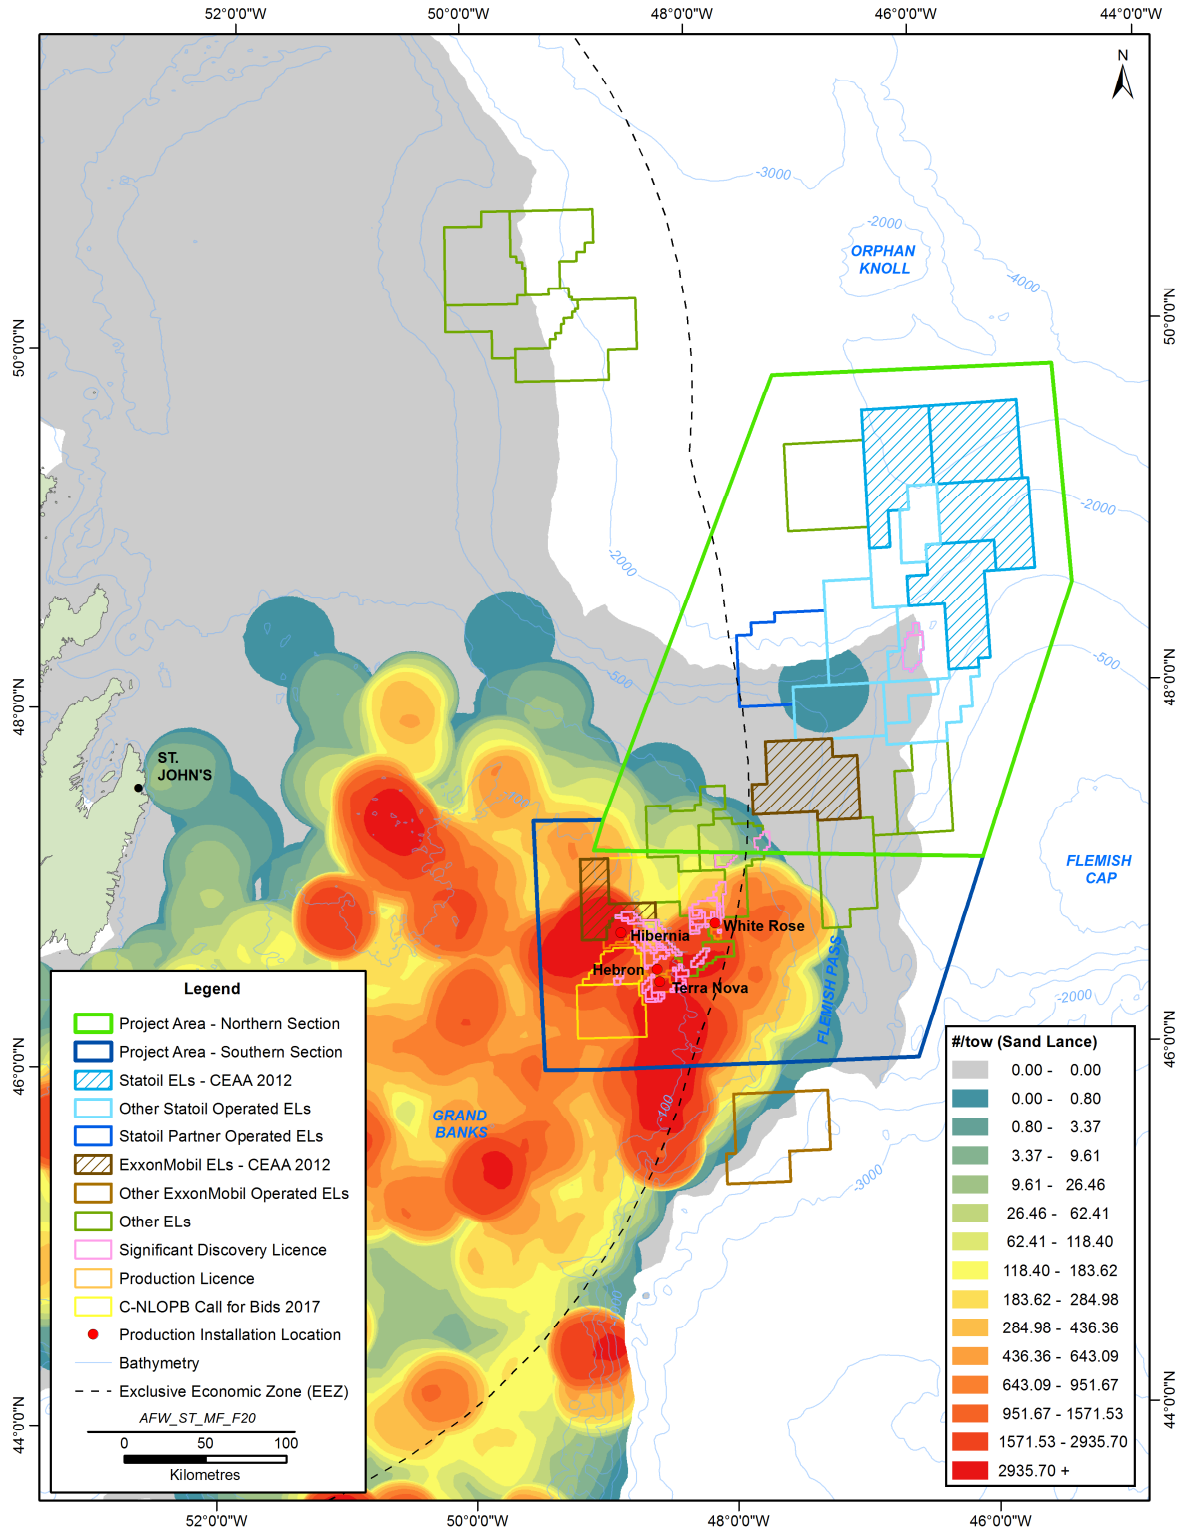 52°0'0"W
50°0'0"W
48°0'0"W
46°0'0"W
44°0'0"W
N
-3000
-2000
ORPHAN
KNOLL
-4000
50°0'0"N
50°0'0"N
-2000
-2000
-500
-500
48°0'0"N
48°0'0"N
ST.
JOHN'S
-100
FLEMISH
CAP
White Rose
Hibernia
Hebron
Terra Nova
FLEMISH PASS
-2000
46°0'0"N
46°0'0"N
-100
GRAND
BANKS
-3000
44°0'0"N
44°0'0"N
Legend
Project Area - Northern Section
Project Area - Southern Section
Statoil ELs - CEAA 2012
Other Statoil Operated ELs
Statoil Partner Operated ELs
ExxonMobil ELs - CEAA 2012
Other ExxonMobil Operated ELs
Other ELs
Significant Discovery Licence
Production Licence
C-NLOPB Call for Bids 2017
Production Installation Location
Bathymetry
Exclusive Economic Zone (EEZ)
AFW_ST_MF_F20
0 50 100
Kilometres
#/tow (Sand Lance)
0.00 - 0.00
0.00 - 0.80
0.80 - 3.37
3.37 - 9.61
9.61 - 26.46
26.46 - 62.41
62.41 - 118.40
118.40 - 183.62
183.62 - 284.98
284.98 - 436.36
436.36 - 643.09
643.09 - 951.67
951.67 - 1571.53
1571.53 - 2935.70
2935.70 +
52°0'0"W
50°0'0"W
48°0'0"W
46°0'0"W